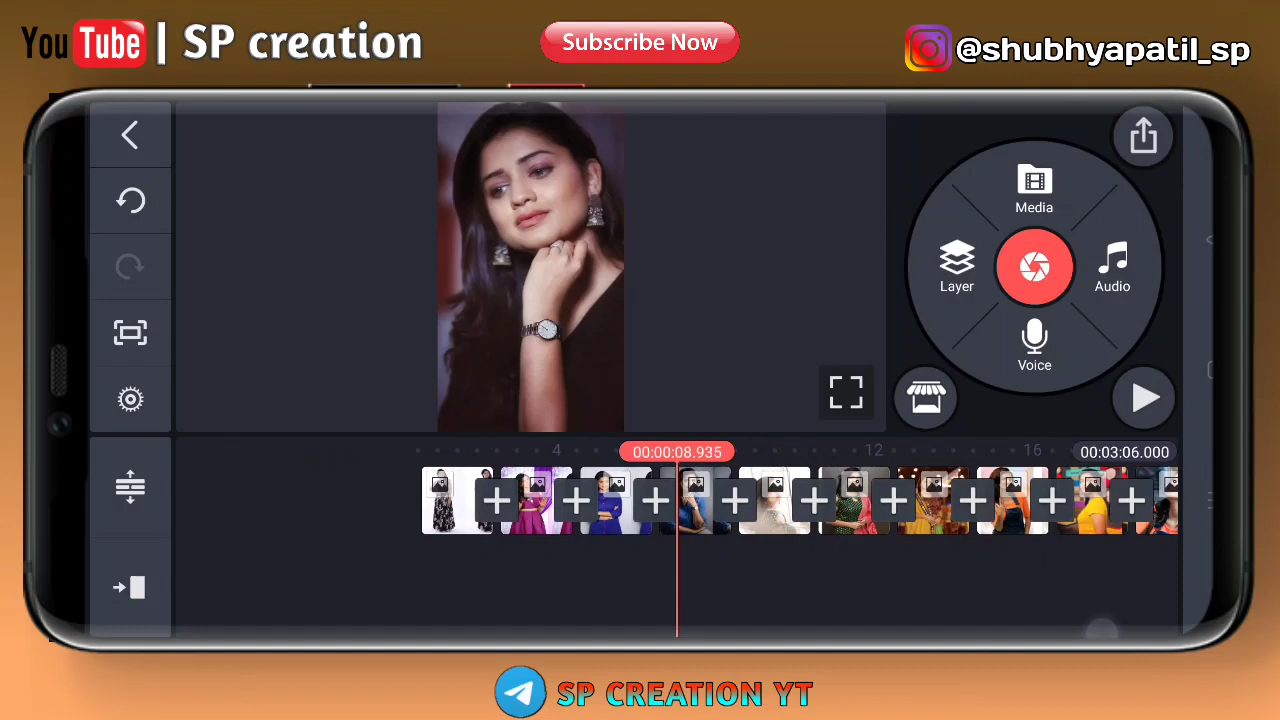 YouTube | SP creation
Subscribe Now
@shubhyapatil_sp
Media
Layer
Audio
Voice
4
00:00:08.935
12
16
00:03:06.000
SP CREATION YT